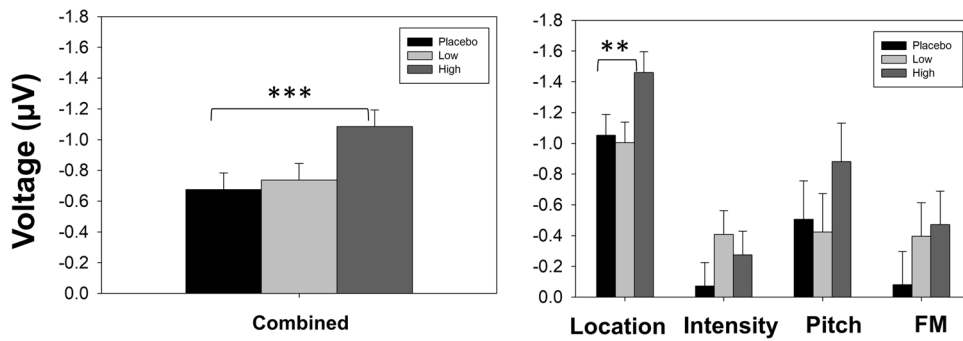 Voltage (µV)
-1.8
-1.6
-1.4
-1.2
-1.0
-0.8
-0.6
-0.4
-0.2
0.0
Placebo
Low
High
***
Combined
-1.8
-1.6
-1.4
-1.2
-1.0
-0.8
-0.6
-0.4
-0.2
0.0
Placebo
Low
High
**
Location Intensity Pitch FM